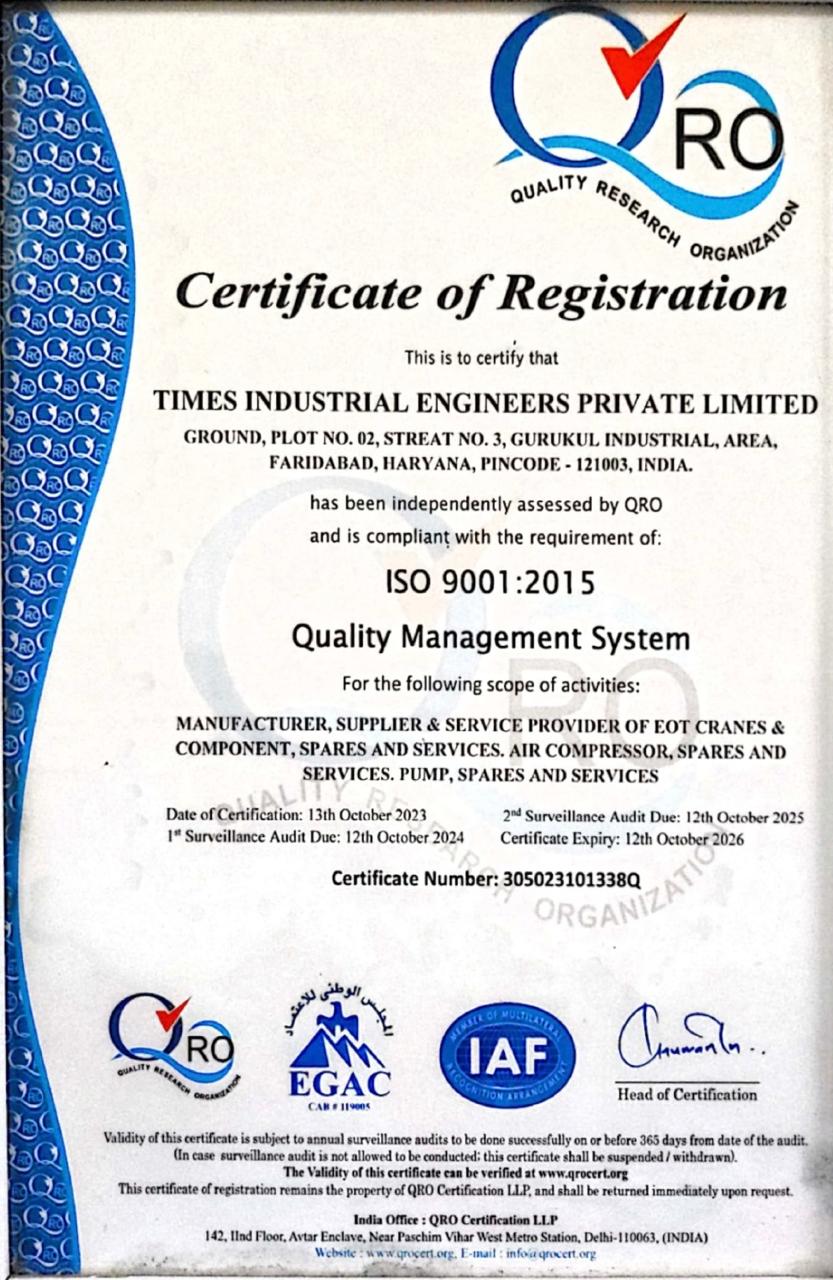 QRO
QUALITY RESEARCH ORGANIZATION
Certificate of Registration
This is to certify that
TIMES INDUSTRIAL ENGINEERS PRIVATE LIMITED
GROUND, PLOT NO. 02, STREAT NO. 3, GURUKUL INDUSTRIAL, AREA,
FARIDABAD, HARYANA, PINCODE - 121003, INDIA.
has been independently assessed by QRO
and is compliant with the requirement of:
ISO 9001:2015
Quality Management System
For the following scope of activities:
MANUFACTURER, SUPPLIER & SERVICE PROVIDER OF EOT CRANES &
COMPONENT, SPARES AND SERVICES. AIR COMPRESSOR, SPARES AND
SERVICES. PUMP, SPARES AND SERVICES
Date of Certification: 13th October 2023 2nd Surveillance Audit Due: 12th October 2025
1st Surveillance Audit Due: 12th October 2024 Certificate Expiry: 12th October 2026
Certificate Number: 305023101338Q
QRO
QUALITY RESEARCH ORGANIZATION
المجلس الوطنى للاعتماد
EGAC
CAB # 119005
MEMBER OF MULTILATERAL
IAF
RECOGNITION ARRANGEMENT
Head of Certification
Validity of this certificate is subject to annual surveillance audits to be done successfully on or before 365 days from date of the audit.
(In case surveillance audit is not allowed to be conducted; this certificate shall be suspended / withdrawn).
The Validity of this certificate can be verified at www.qrocert.org
This certificate of registration remains the property of QRO Certification LLP, and shall be returned immediately upon request.
India Office : QRO Certification LLP
142, IInd Floor, Avtar Enclave, Near Paschim Vihar West Metro Station, Delhi-110063, (INDIA)
Website : www.qrocert.org, E-mail : info@qrocert.org